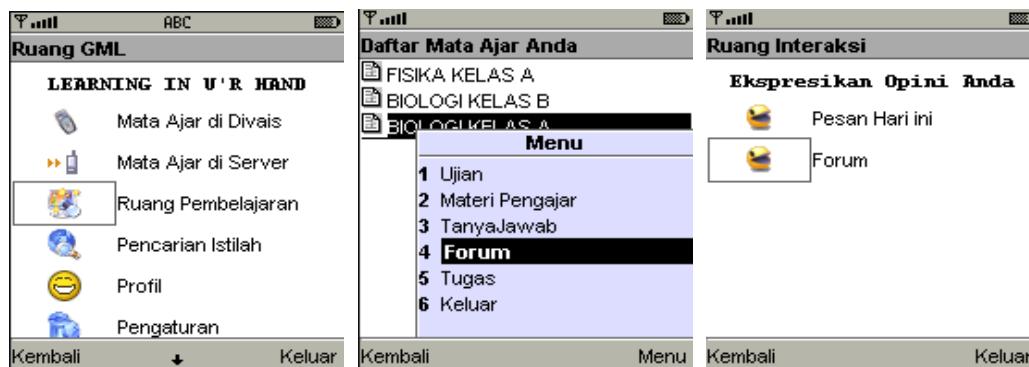 ABC
Ruang GML
LEARNING IN U'R HAND
Mata Ajar di Divais
Mata Ajar di Server
Ruang Pembelajaran
Pencarian Istilah
Profil
Pengaturan
Kembali Keluar
Daftar Mata Ajar Anda
FISIKA KELAS A
BIOLOGI KELAS B
BIOLOGI KELAS A
Menu
1 Ujian
2 Materi Pengajar
3 TanyaJawab
4 Forum
5 Tugas
6 Keluar
Kembali Menu
Ruang Interaksi
Ekspresikan Opini Anda
Pesan Hari ini
Forum
Kembali Keluar